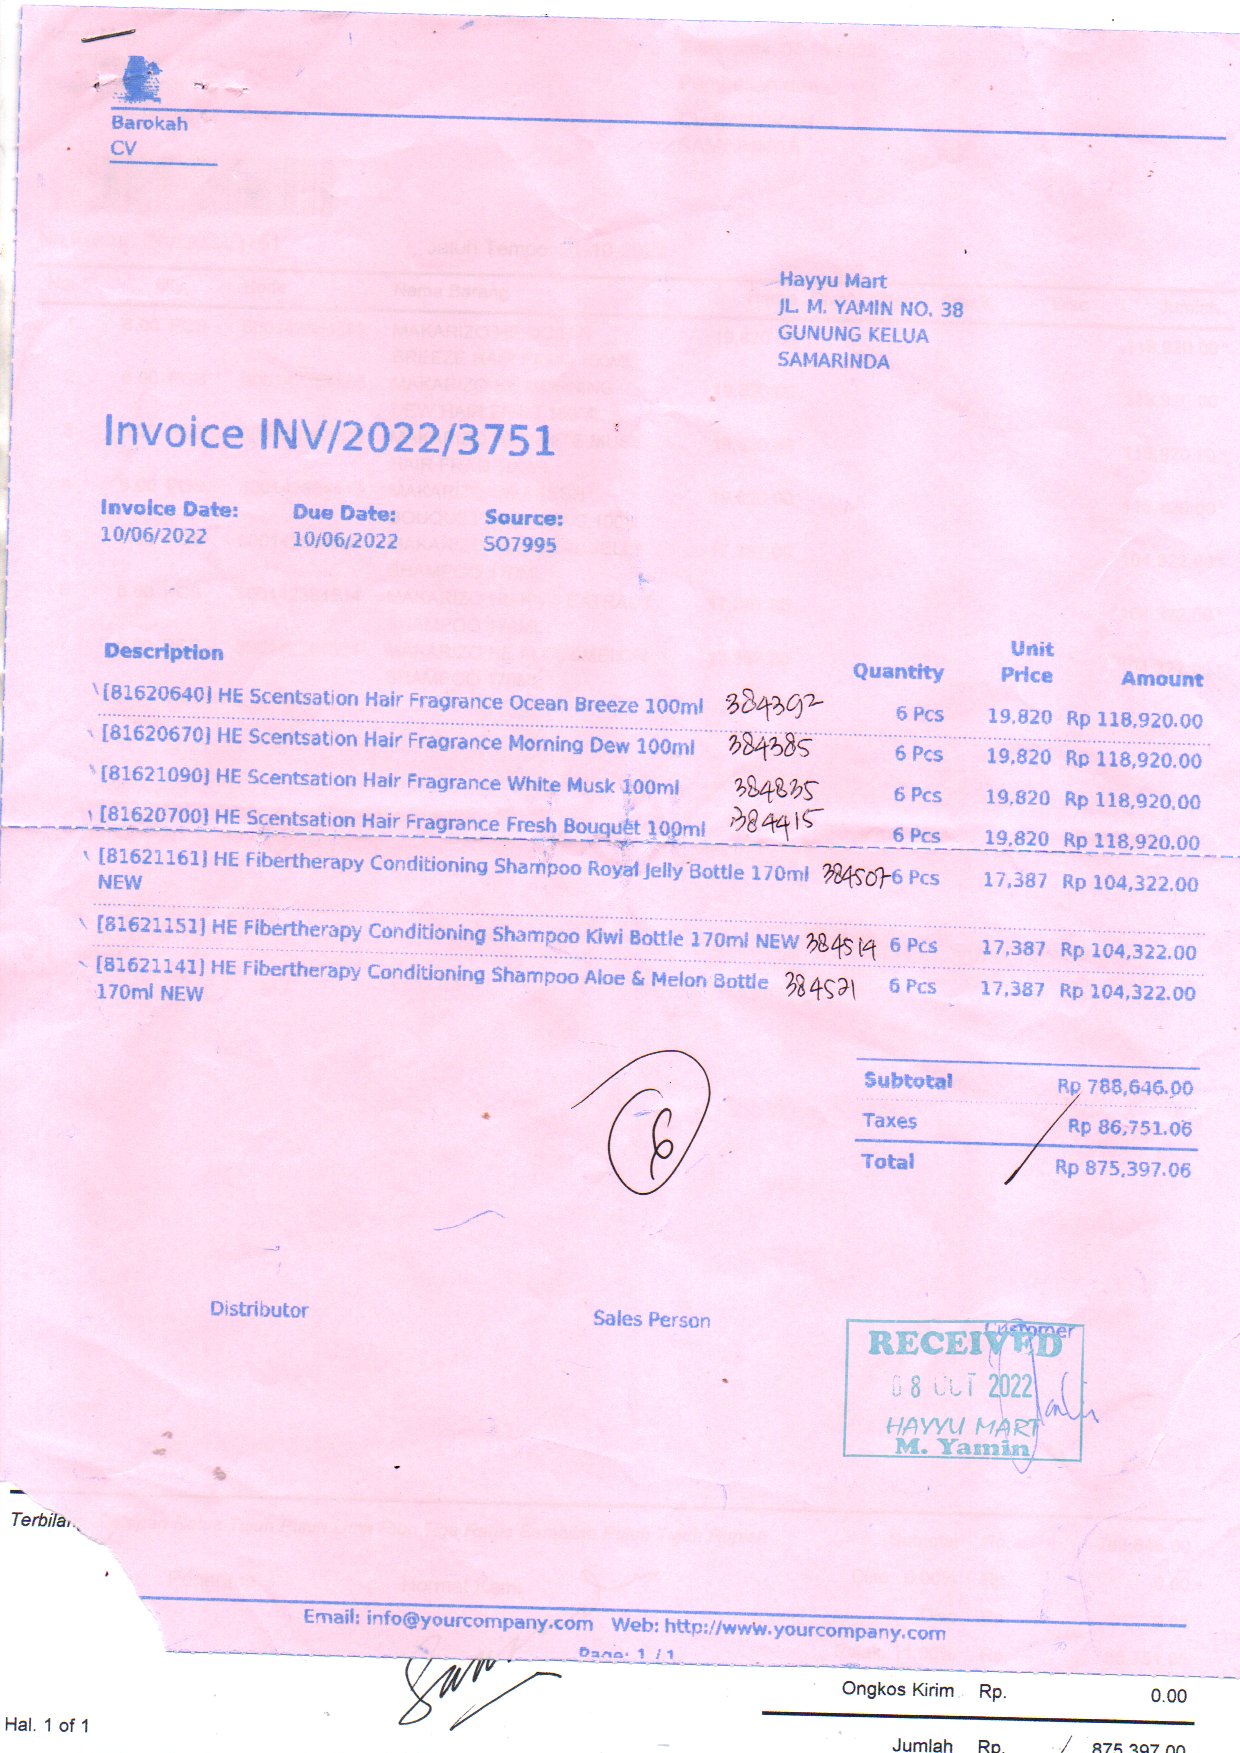 Barokah
CV
Hayyu Mart
JL. M. YAMIN NO. 38
GUNUNG KELUA
SAMARINDA
Invoice INV/2022/3751
Invoice Date: Due Date: Source:
10/06/2022 10/06/2022 SO7995
Description Quantity Unit Price Amount
[81620640] HE Scentsation Hair Fragrance Ocean Breeze 100ml 384392 6 Pcs 19,820 Rp 118,920.00
[81620670] HE Scentsation Hair Fragrance Morning Dew 100ml 384385 6 Pcs 19,820 Rp 118,920.00
[81621090] HE Scentsation Hair Fragrance White Musk 100ml 384835 6 Pcs 19,820 Rp 118,920.00
[81620700] HE Scentsation Hair Fragrance Fresh Bouquet 100ml 384415 6 Pcs 19,820 Rp 118,920.00
[81621161] HE Fibertherapy Conditioning Shampoo Royal Jelly Bottle 170ml 384507 6 Pcs 17,387 Rp 104,322.00
NEW
[81621151] HE Fibertherapy Conditioning Shampoo Kiwi Bottle 170ml NEW 384514 6 Pcs 17,387 Rp 104,322.00
[81621141] HE Fibertherapy Conditioning Shampoo Aloe & Melon Bottle 384521 6 Pcs 17,387 Rp 104,322.00
170ml NEW
Subtotal Rp 788,646.00
Taxes Rp 86,751.06
Total Rp 875,397.06
6
Distributor Sales Person Customer
RECEIVED
08 OCT 2022
HAYYU MART
M. Yamin
Email: info@yourcompany.com Web: http://www.yourcompany.com
Page: 1 / 1
Ongkos Kirim Rp. 0.00
Hal. 1 of 1
Jumlah Rp. 875,397.00